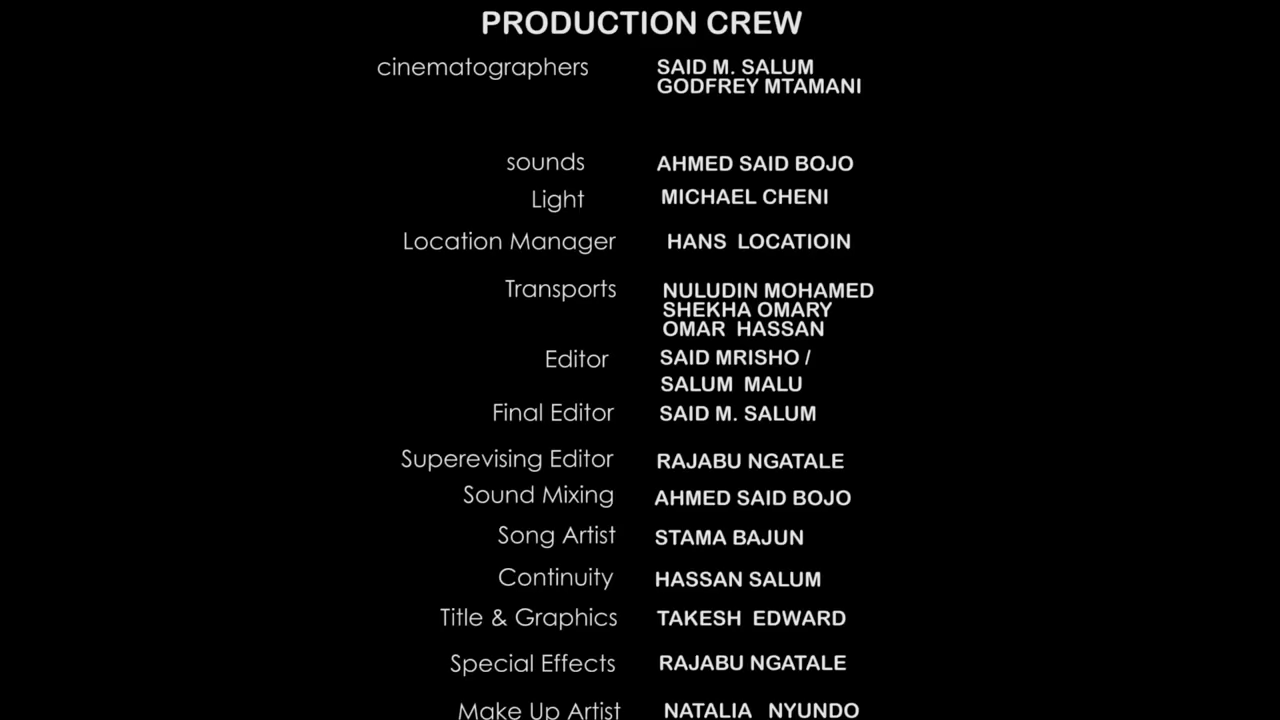 PRODUCTION CREW
cinematographers SAID M. SALUM
GODFREY MTAMANI
sounds AHMED SAID BOJO
Light MICHAEL CHENI
Location Manager HANS LOCATIOIN
Transports NULUDIN MOHAMED
SHEKHA OMARY
OMAR HASSAN
Editor SAID MRISHO /
SALUM MALU
Final Editor SAID M. SALUM
Superevising Editor RAJABU NGATALE
Sound Mixing AHMED SAID BOJO
Song Artist STAMA BAJUN
Continuity HASSAN SALUM
Title & Graphics TAKESH EDWARD
Special Effects RAJABU NGATALE
Make Up Artist NATALIA NYUNDO